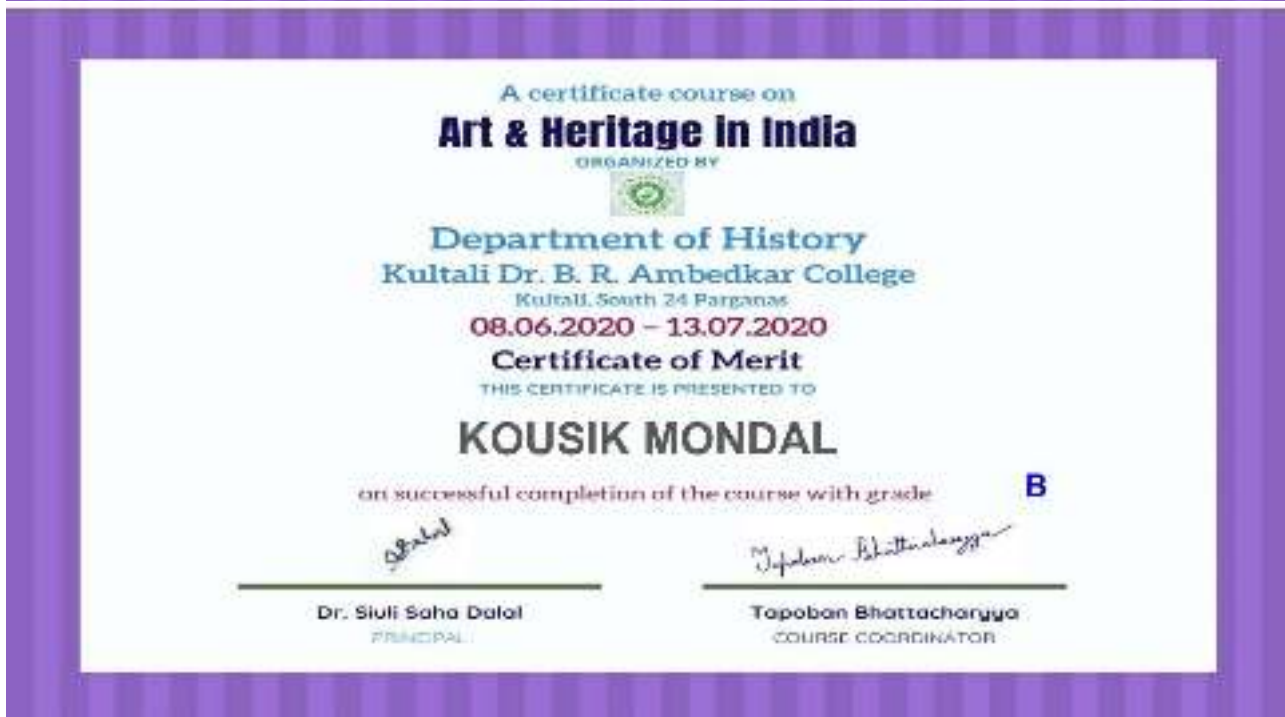 A certificate course on
Art & Heritage in India
ORGANIZED BY
Department of History
Kultali Dr. B. R. Ambedkar College
Kultali, South 24 Parganas
08.06.2020 – 13.07.2020
Certificate of Merit
THIS CERTIFICATE IS PRESENTED TO
KOUSIK MONDAL
on successful completion of the course with grade B
Tapoban Bhattacharyya
Dr. Siuli Saha Dalal
Tapoban Bhattacharyya
PRINCIPAL
COURSE COORDINATOR